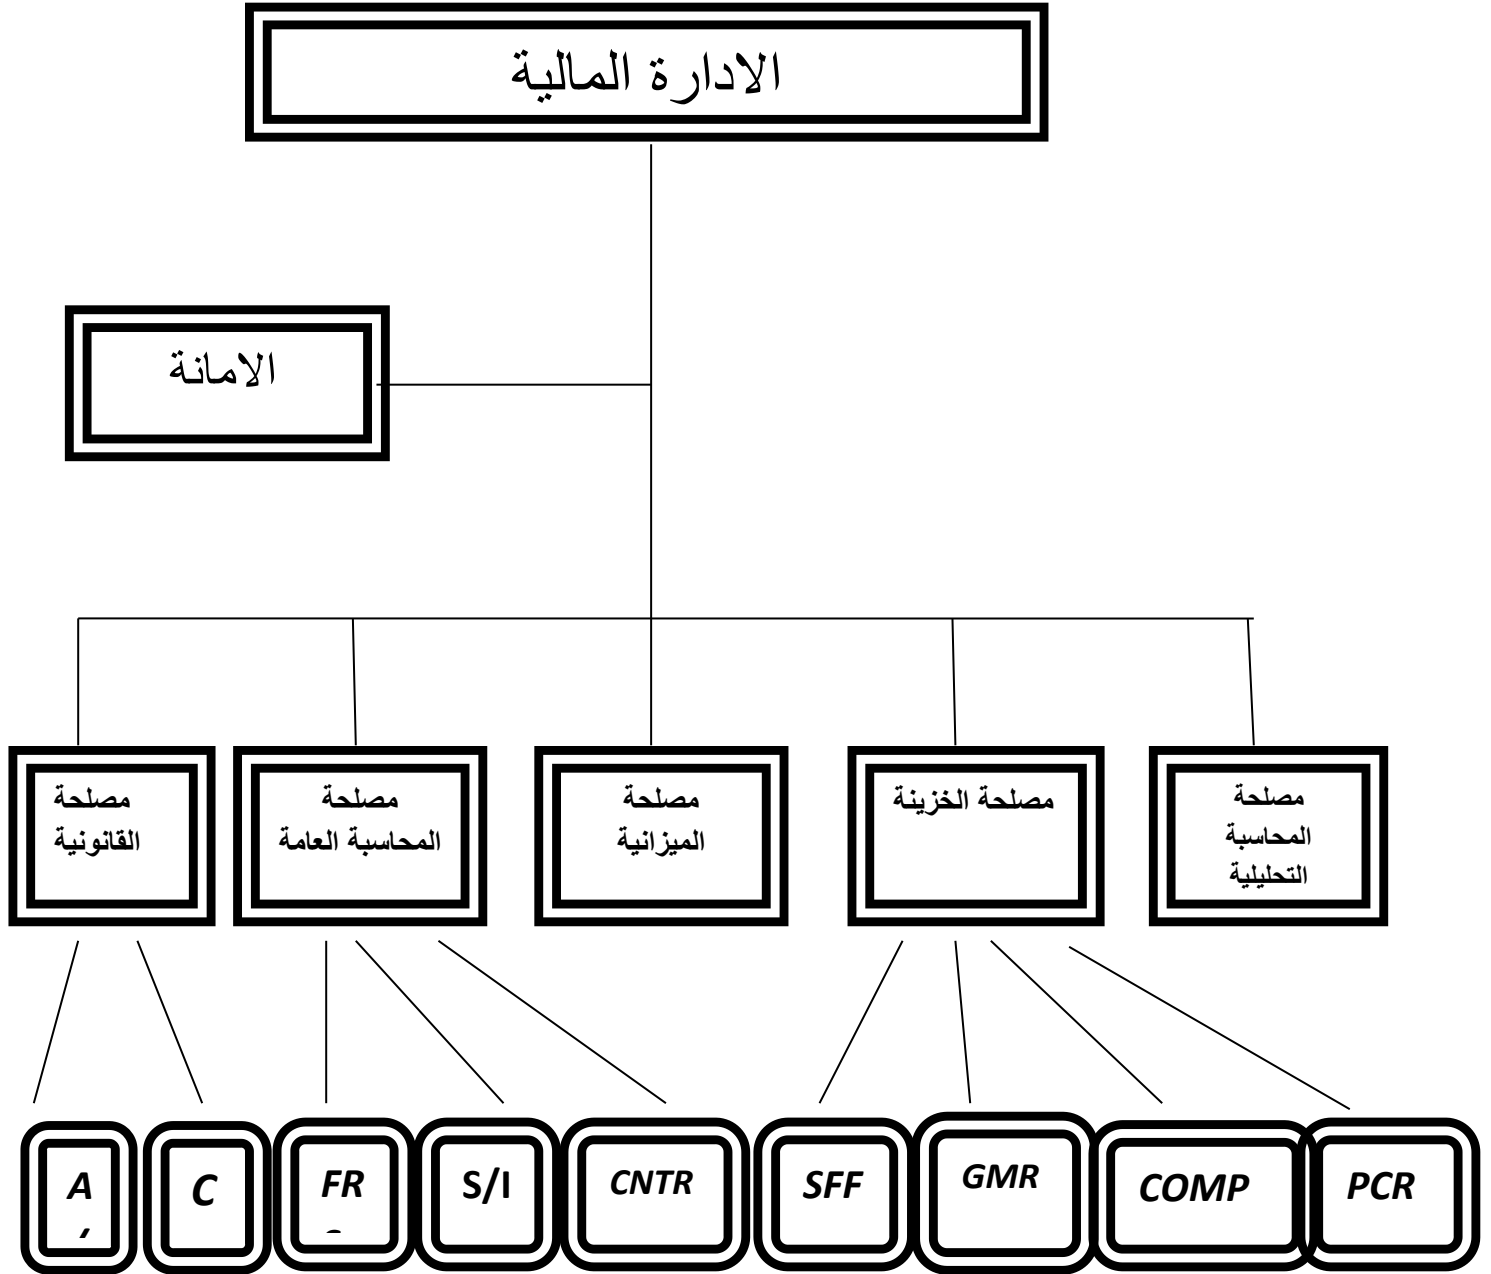 الادارة المالية
الامانة
مصلحة
القانونية
مصلحة
المحاسبة العامة
مصلحة
الميزانية
مصلحة الخزينة
مصلحة
المحاسبة
التحليلية
A
C
FR
S/I
CNTR
SFF
GMR
COMP
PCR